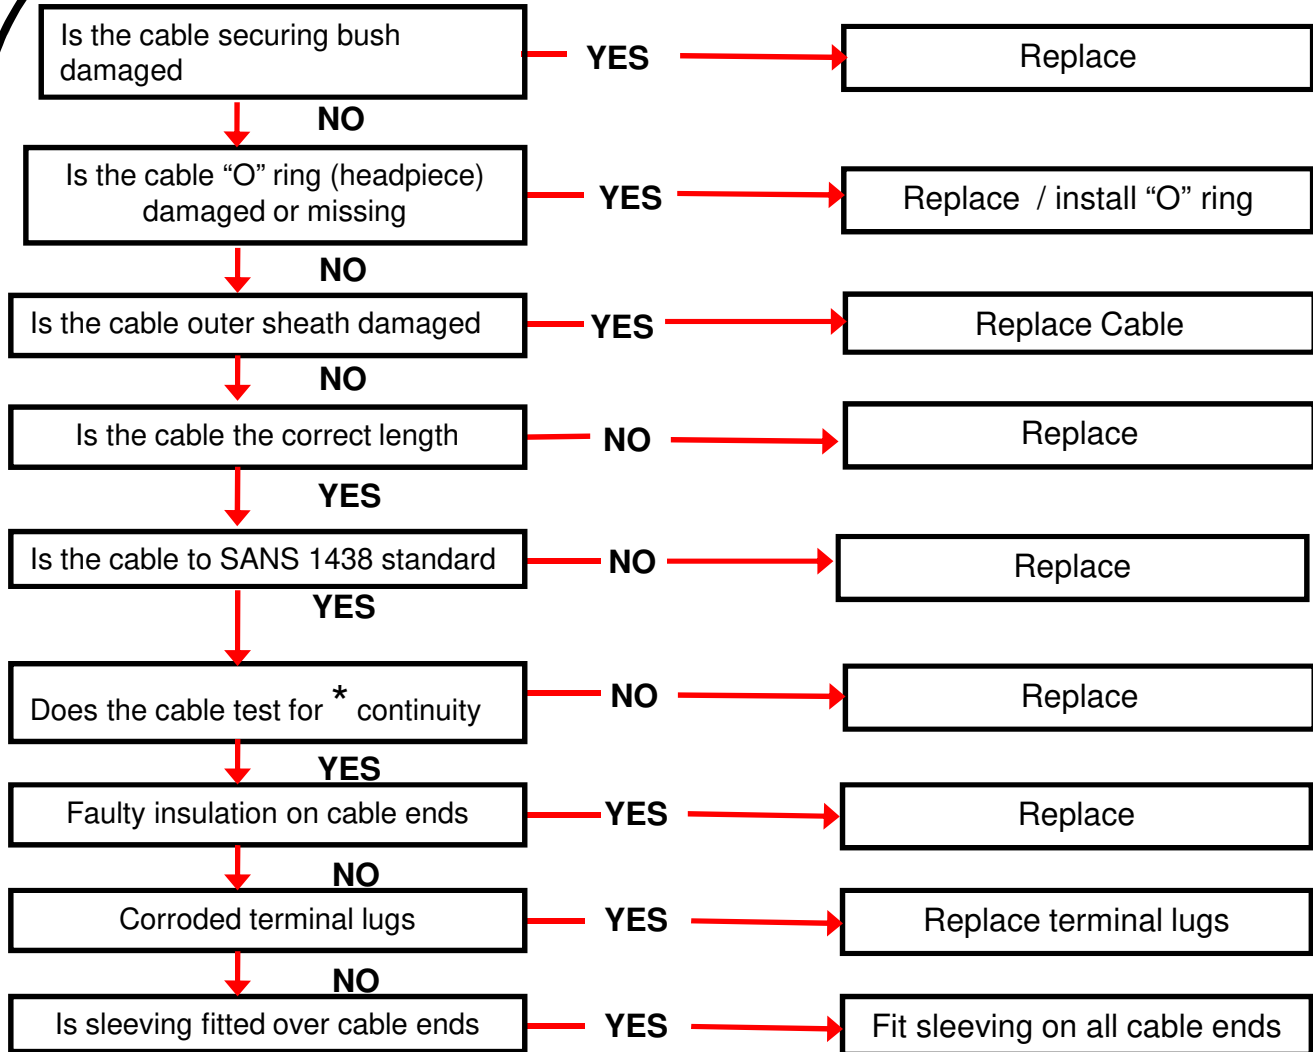 Is the cable securing bush
damaged
YES
Replace
NO
Is the cable “O” ring (headpiece)
damaged or missing
YES
Replace / install “O” ring
NO
Is the cable outer sheath damaged
YES
Replace Cable
NO
Is the cable the correct length
NO
Replace
YES
Is the cable to SANS 1438 standard
NO
Replace
YES
Does the cable test for * continuity
NO
Replace
YES
Faulty insulation on cable ends
YES
Replace
NO
Corroded terminal lugs
YES
Replace terminal lugs
NO
Is sleeving fitted over cable ends
YES
Fit sleeving on all cable ends